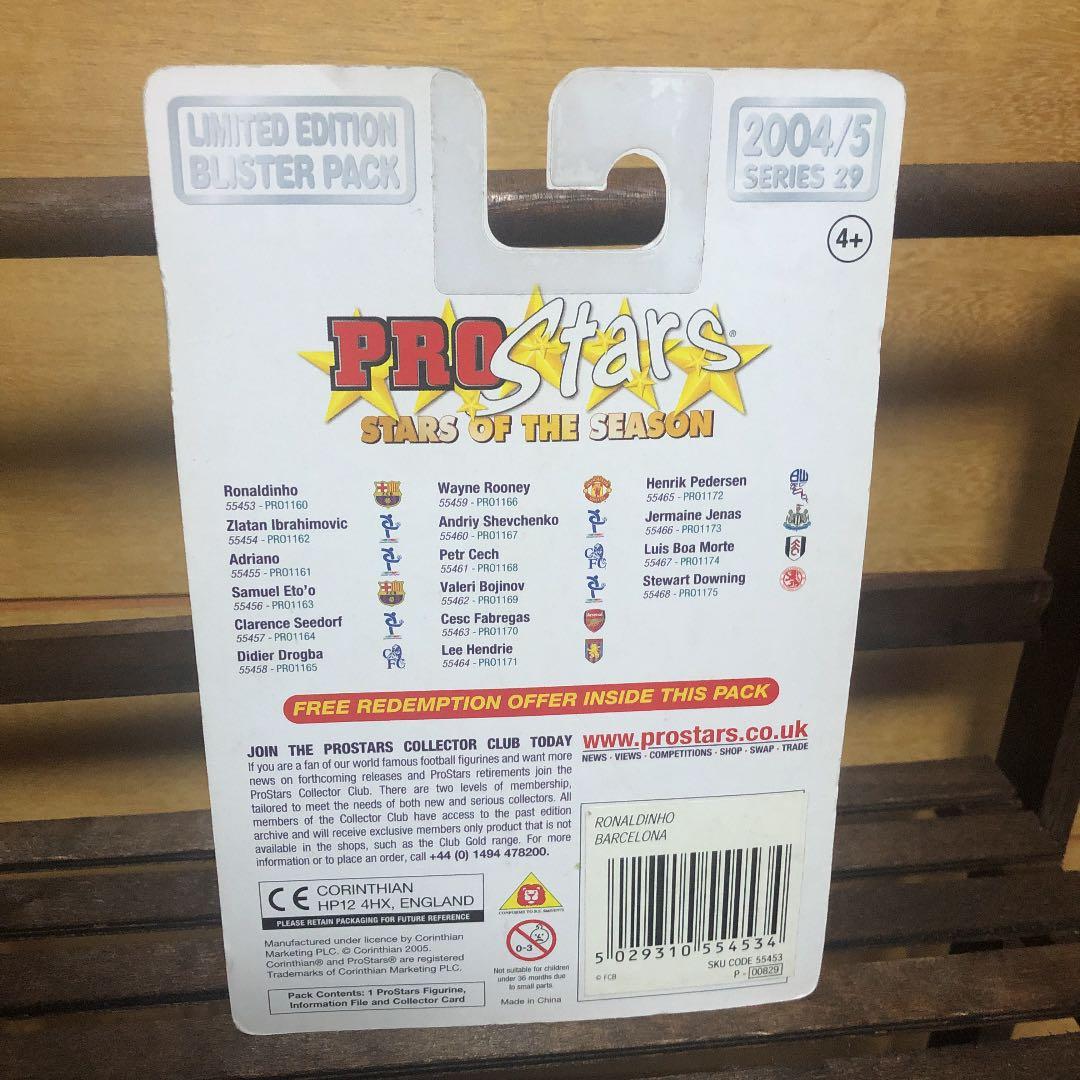 LIMITED EDITION
BLISTER PACK
2004/5
SERIES 29
4+
PROStars®
STARS OF THE SEASON
Ronaldinho
55453 - PRO1160
Zlatan Ibrahimovic
55454 - PRO1162
Adriano
55455 - PRO1161
Samuel Eto'o
55456 - PRO1163
Clarence Seedorf
55457 - PRO1164
Didier Drogba
55458 - PRO1165
Wayne Rooney
55459 - PRO1166
Andriy Shevchenko
55460 - PRO1167
Petr Cech
55461 - PRO1168
Valeri Bojinov
55462 - PRO1169
Cesc Fabregas
55463 - PRO1170
Lee Hendrie
55464 - PRO1171
Henrik Pedersen
55465 - PRO1172
Jermaine Jenas
55466 - PRO1173
Luis Boa Morte
55467 - PRO1174
Stewart Downing
55468 - PRO1175
FREE REDEMPTION OFFER INSIDE THIS PACK
JOIN THE PROSTARS COLLECTOR CLUB TODAY
If you are a fan of our world famous football figurines and want more
news on forthcoming releases and ProStars retirements join the
ProStars Collector Club. There are two levels of membership,
tailored to meet the needs of both new and serious collectors. All
members of the Collector Club have access to the past edition
archive and will receive exclusive members only product that is not
available in the shops, such as the Club Gold range. For more
information or to place an order, call +44 (0) 1494 478200.
www.prostars.co.uk
NEWS - VIEWS - COMPETITIONS - SHOP - SWAP - TRADE
CE CORINTHIAN
HP12 4HX, ENGLAND
PLEASE RETAIN PACKAGING FOR FUTURE REFERENCE
Manufactured under licence by Corinthian
Marketing PLC. © Corinthian 2005.
Corinthian® and ProStars® are registered
Trademarks of Corinthian Marketing PLC.
Pack Contents: 1 ProStars Figurine,
Information File and Collector Card
0-3
Not suitable for children
under 36 months due
to small parts
Made in China
RONALDINHO
BARCELONA
5 029310 554534
SKU CODE 55453
© FCB
P - 00829